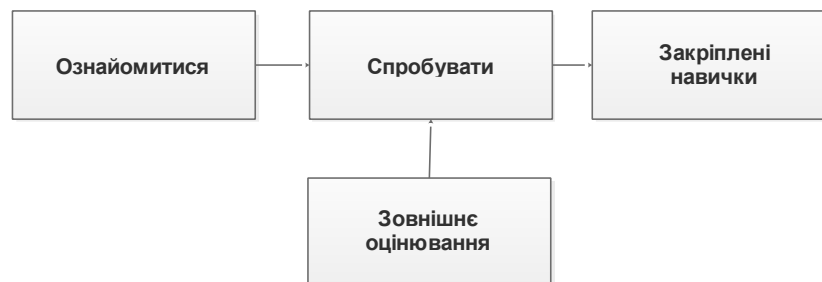 Ознайомитися
Спробувати
Закріплені
навички
Зовнішнє
оцінювання